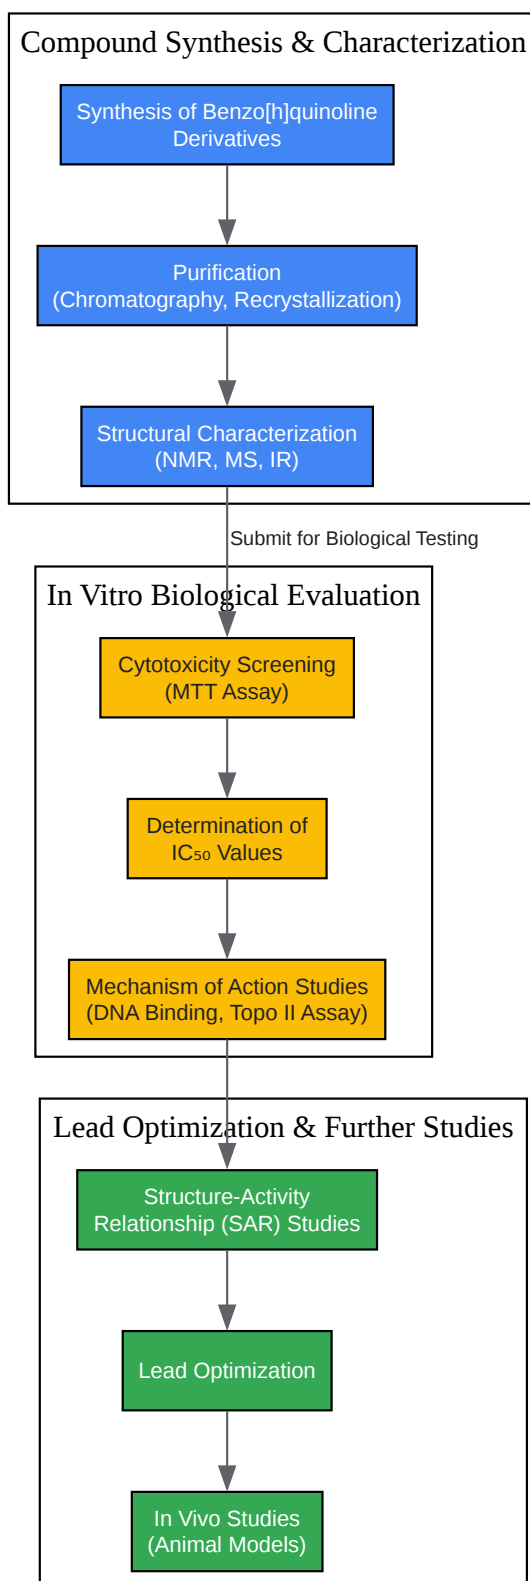 Compound Synthesis & Characterization
Synthesis of Benzo[h]quinoline
Derivatives
Purification
(Chromatography, Recrystallization)
Structural Characterization
(NMR, MS, IR)
Submit for Biological Testing
In Vitro Biological Evaluation
Cytotoxicity Screening
(MTT Assay)
Determination of
IC₅₀ Values
Mechanism of Action Studies
(DNA Binding, Topo II Assay)
Lead Optimization & Further Studies
Structure-Activity
Relationship (SAR) Studies
Lead Optimization
In Vivo Studies
(Animal Models)